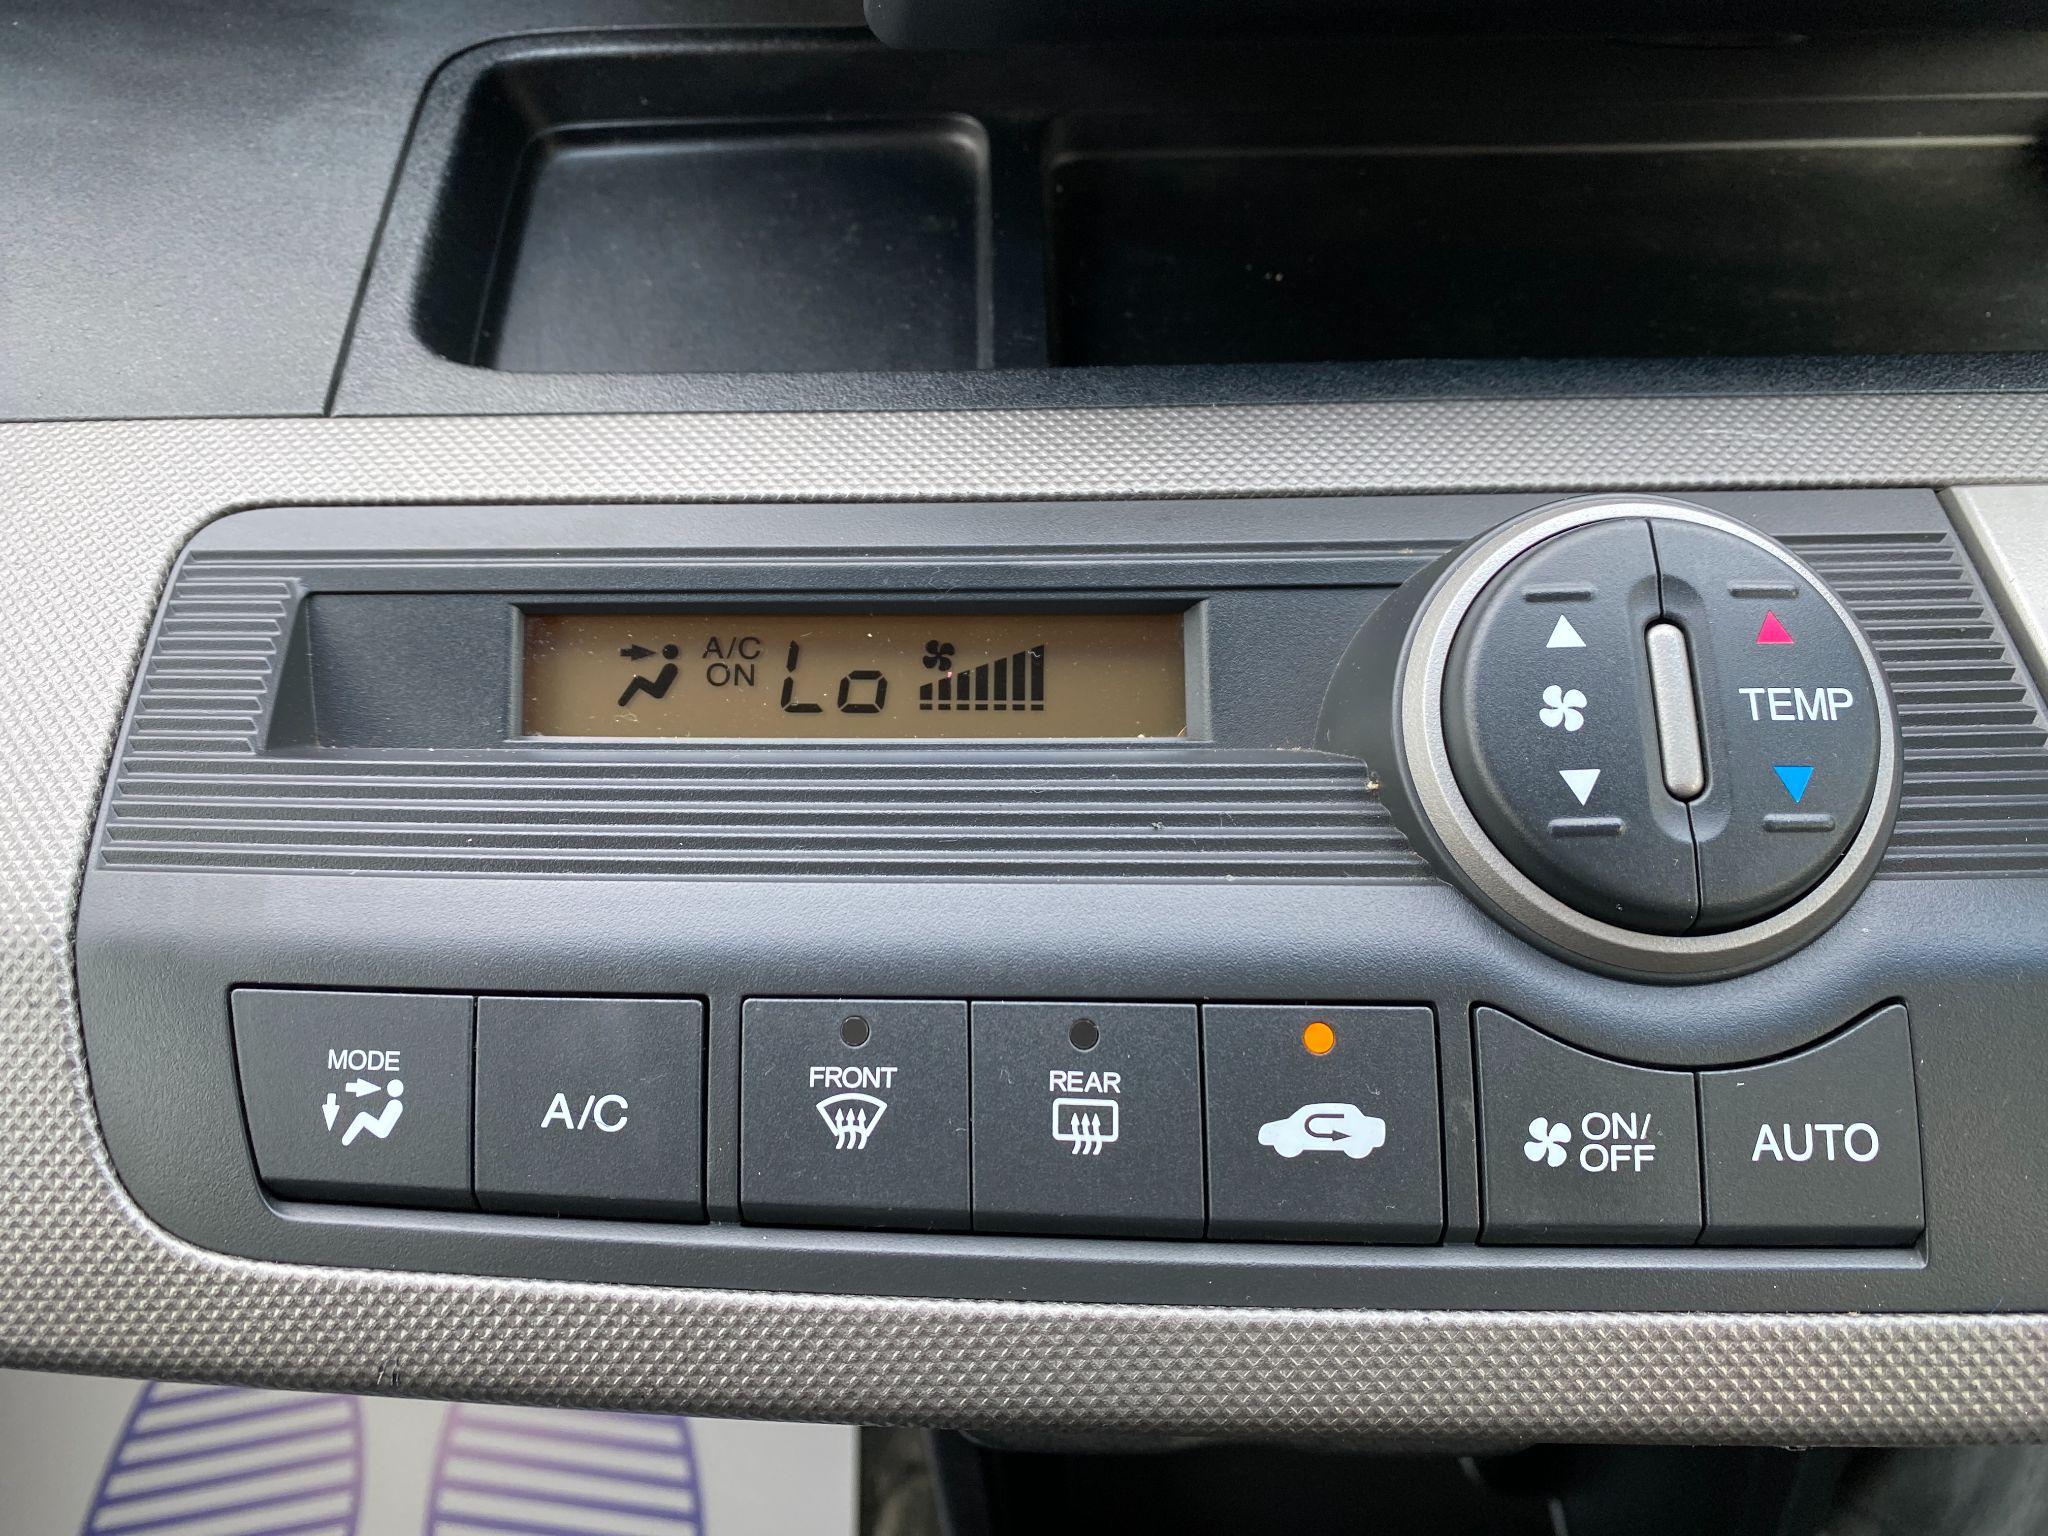 A/C
ON
Lo
TEMP
MODE
A/C
FRONT
REAR
ON/
OFF
AUTO